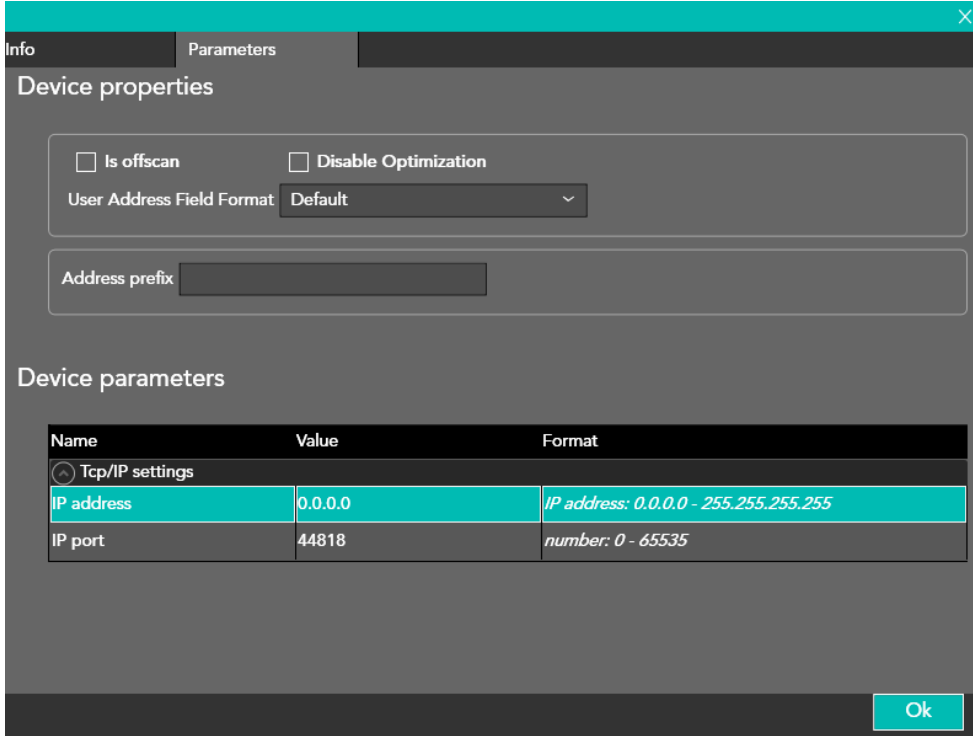 Info Parameters
Device properties
Is offscan Disable Optimization
User Address Field Format Default
Address prefix
Device parameters
Name Value Format
Tcp/IP settings
IP address 0.0.0.0 IP address: 0.0.0.0 - 255.255.255.255
IP port 44818 number: 0 - 65535
Ok